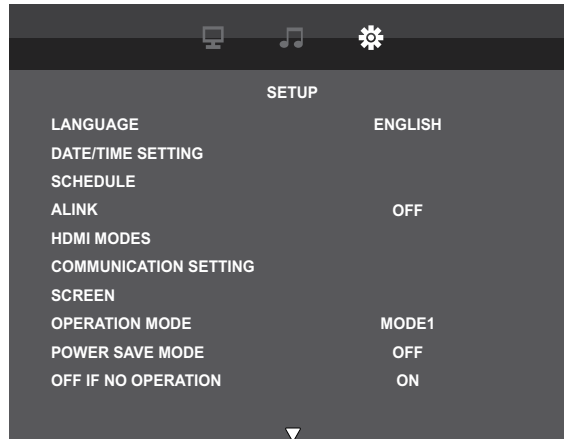 SETUP
LANGUAGE ENGLISH
DATE/TIME SETTING
SCHEDULE
ALINK OFF
HDMI MODES
COMMUNICATION SETTING
SCREEN
OPERATION MODE MODE1
POWER SAVE MODE OFF
OFF IF NO OPERATION ON